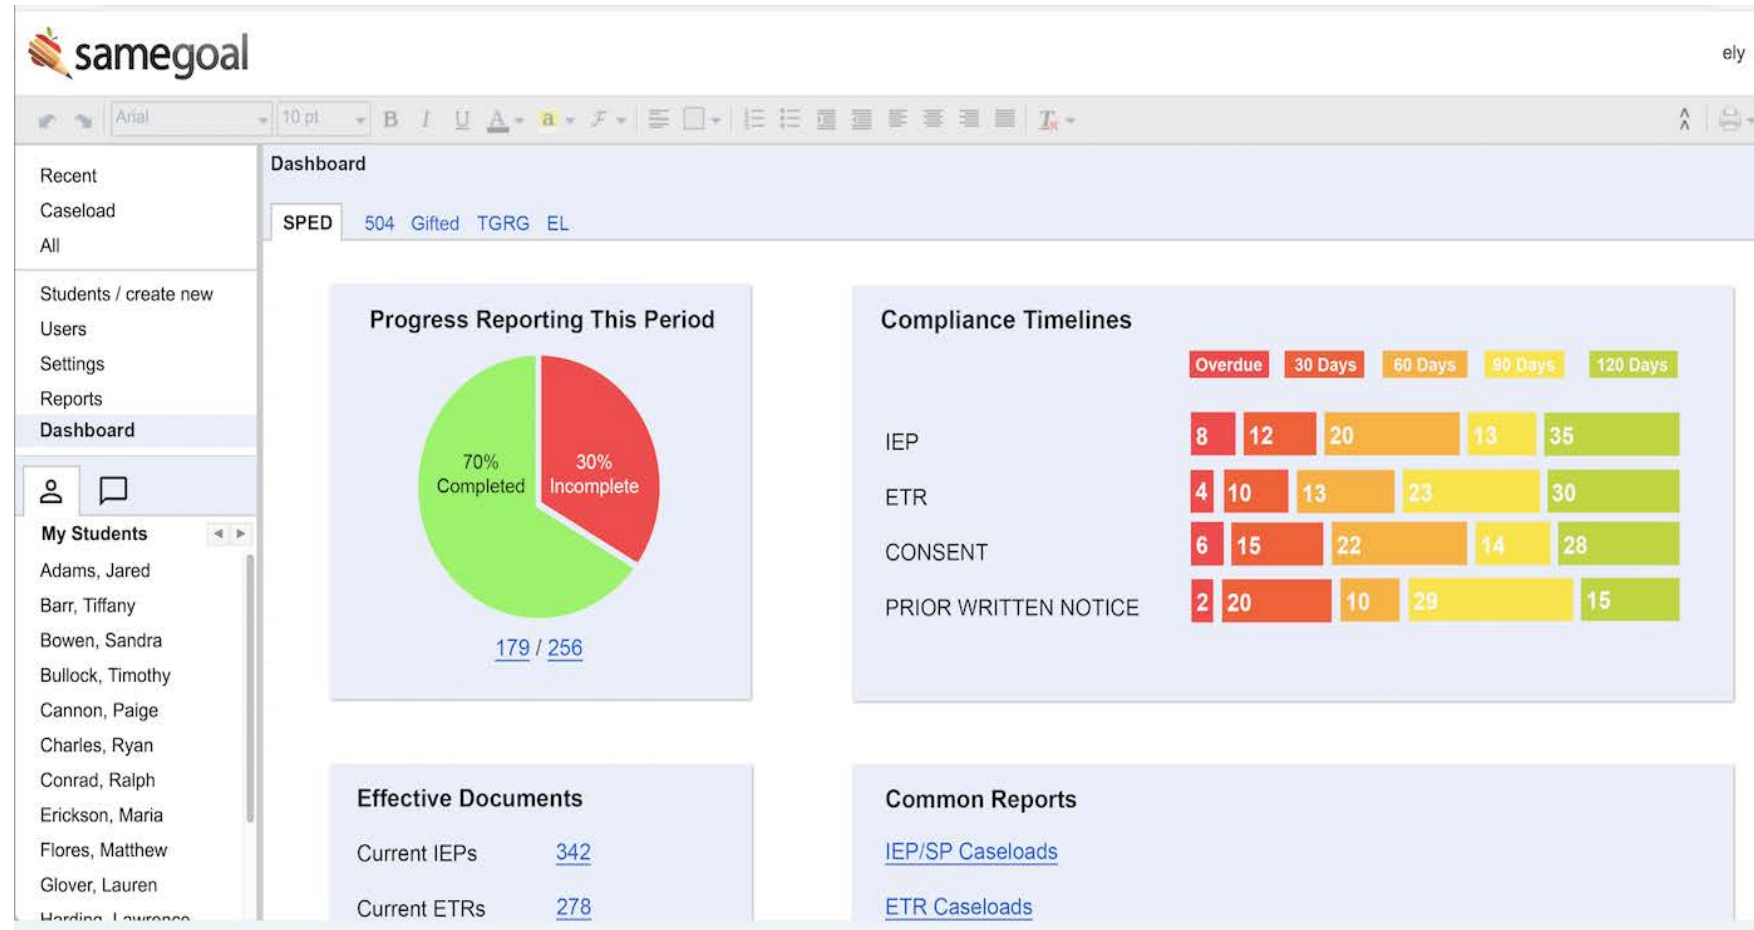 samegoal
ely
Arial 10 pt B I U A a F
Recent
Caseload
All
Students / create new
Users
Settings
Reports
Dashboard
My Students
Adams, Jared
Barr, Tiffany
Bowen, Sandra
Bullock, Timothy
Cannon, Paige
Charles, Ryan
Conrad, Ralph
Erickson, Maria
Flores, Matthew
Glover, Lauren
Harding, Lawrence
Dashboard
SPED 504 Gifted TGRG EL
Progress Reporting This Period
70% Completed
30% Incomplete
179 / 256
Compliance Timelines
Overdue 30 Days 60 Days 90 Days 120 Days
IEP 8 12 20 13 35
ETR 4 10 13 23 30
CONSENT 6 15 22 14 28
PRIOR WRITTEN NOTICE 2 20 10 29 15
Effective Documents
Current IEPs 342
Current ETRs 278
Common Reports
IEP/SP Caseloads
ETR Caseloads